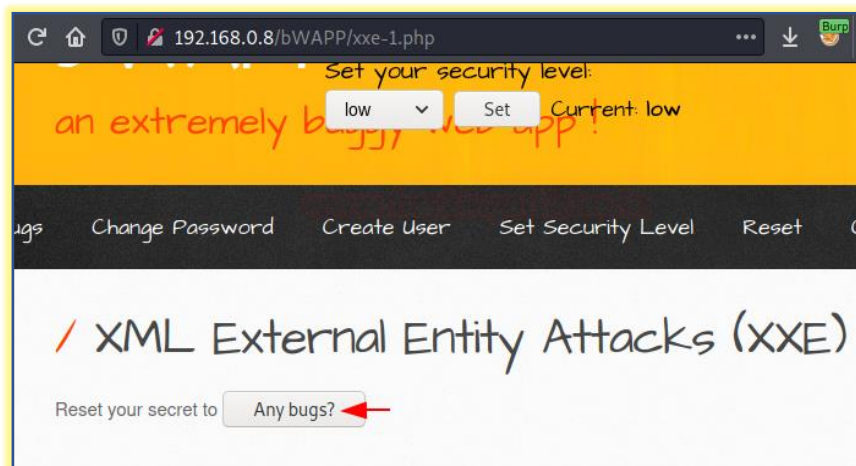 192.168.0.8/bWAPP/xxe-1.php
Burp
Set your security level:
low Set Current: low
an extremely buggy web app !
ugs Change Password Create User Set Security Level Reset
/ XML External Entity Attacks (XXE)
Reset your secret to Any bugs?